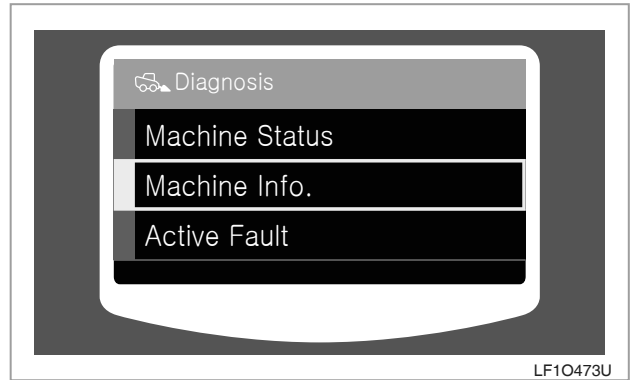 Diagnosis
Machine Status
Machine Info.
Active Fault
LF1O473U